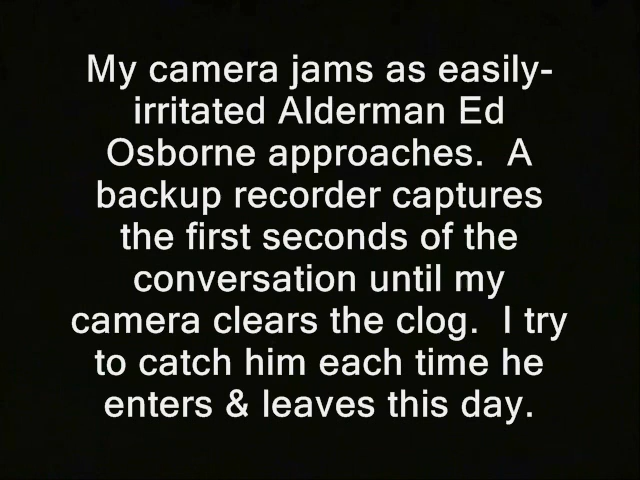 My camera jams as easily-
irritated Alderman Ed
Osborne approaches.  A
backup recorder captures
the first seconds of the
conversation until my
camera clears the clog.  I try
to catch him each time he
enters & leaves this day.